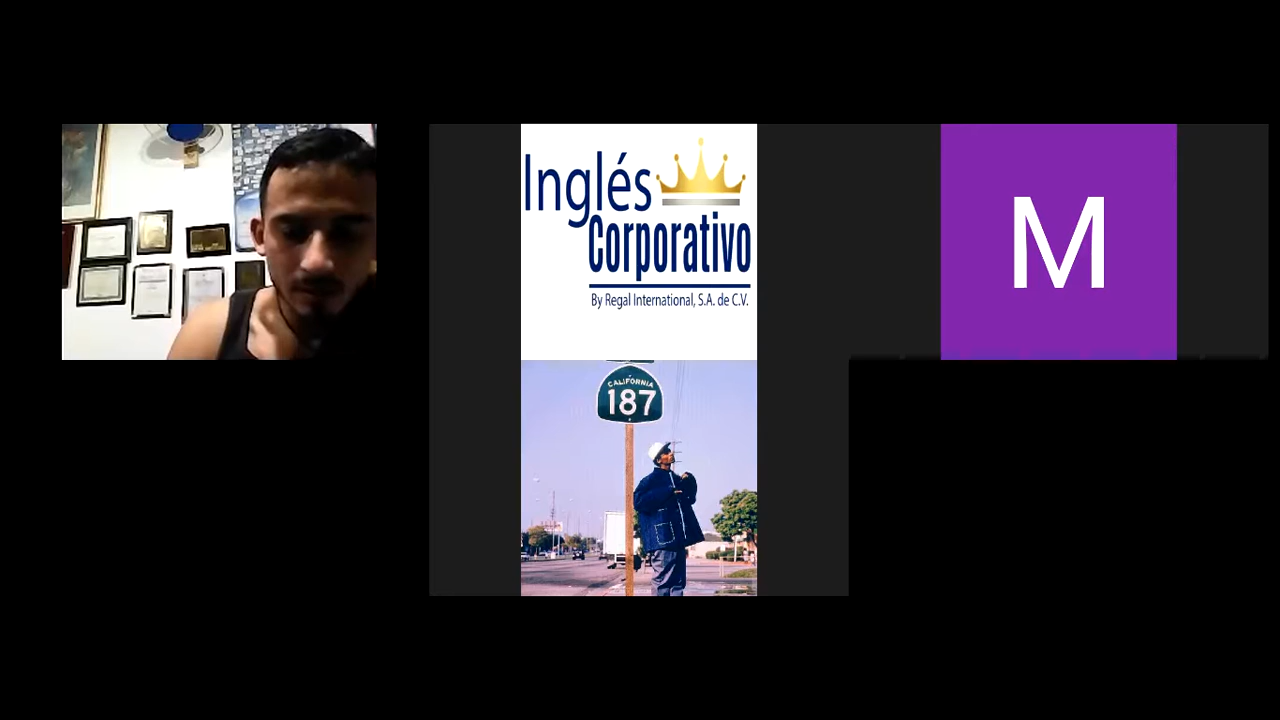 Inglés
Corporativo
By Regal International, S.A. de C.V.
M
CALIFORNIA
187